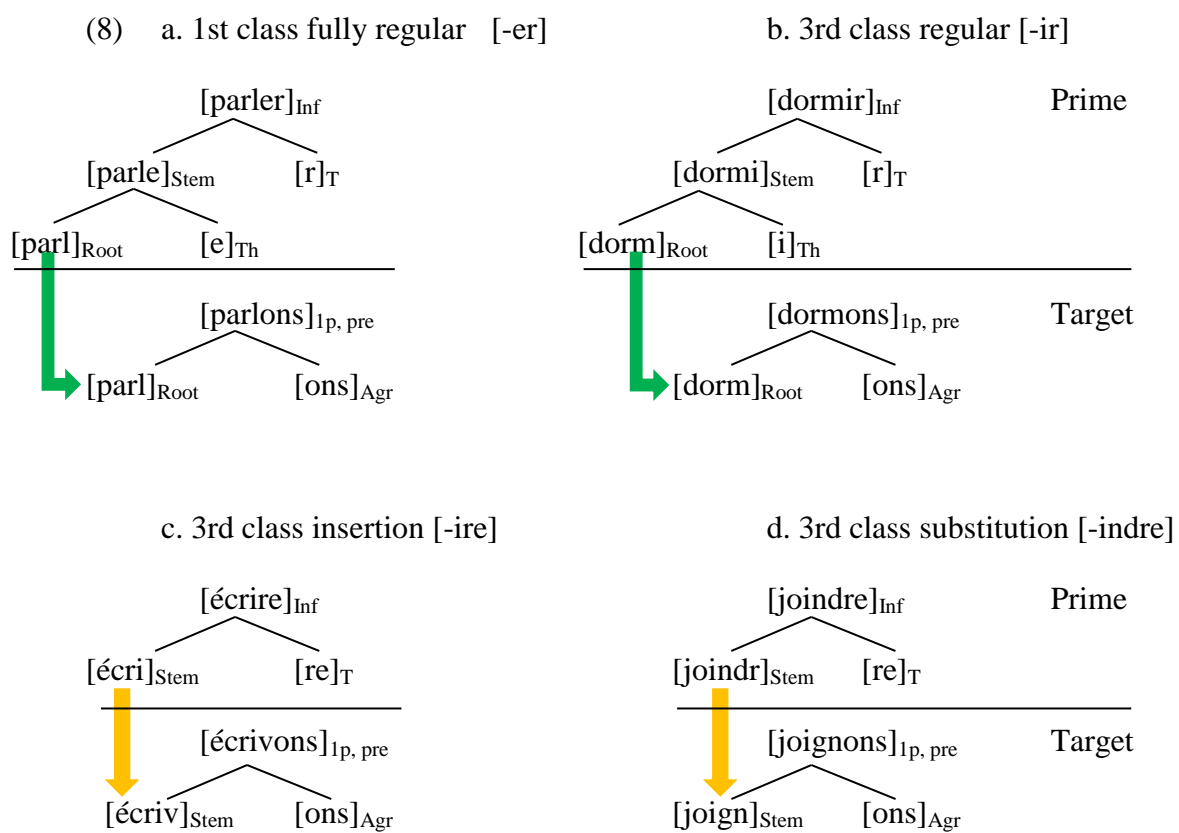 (8) a. 1st class fully regular [-er] b. 3rd class regular [-ir]
[parler]Inf [dormir]Inf Prime
[parle]Stem [r]T [dormi]Stem [r]T
[parl]Root [e]Th [dorm]Root [i]Th
[parlons]1p, pre [dormons]1p, pre Target
[parl]Root [ons]Agr [dorm]Root [ons]Agr
c. 3rd class insertion [-ire] d. 3rd class substitution [-indre]
[écrire]Inf [joindre]Inf Prime
[écri]Stem [re]T [joindr]Stem [re]T
[écrivons]1p, pre [joignons]1p, pre Target
[écriv]Stem [ons]Agr [joign]Stem [ons]Agr